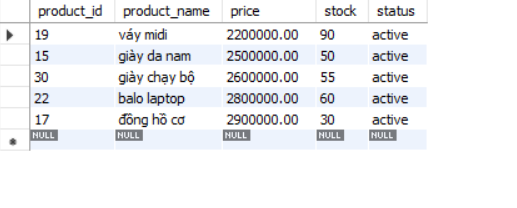 product_id product_name price stock status
19 váy midi 2200000.00 90 active
15 giày da nam 2500000.00 50 active
30 giày chạy bộ 2600000.00 55 active
22 balo laptop 2800000.00 60 active
17 đồng hồ cơ 2900000.00 30 active
NULL NULL NULL NULL NULL